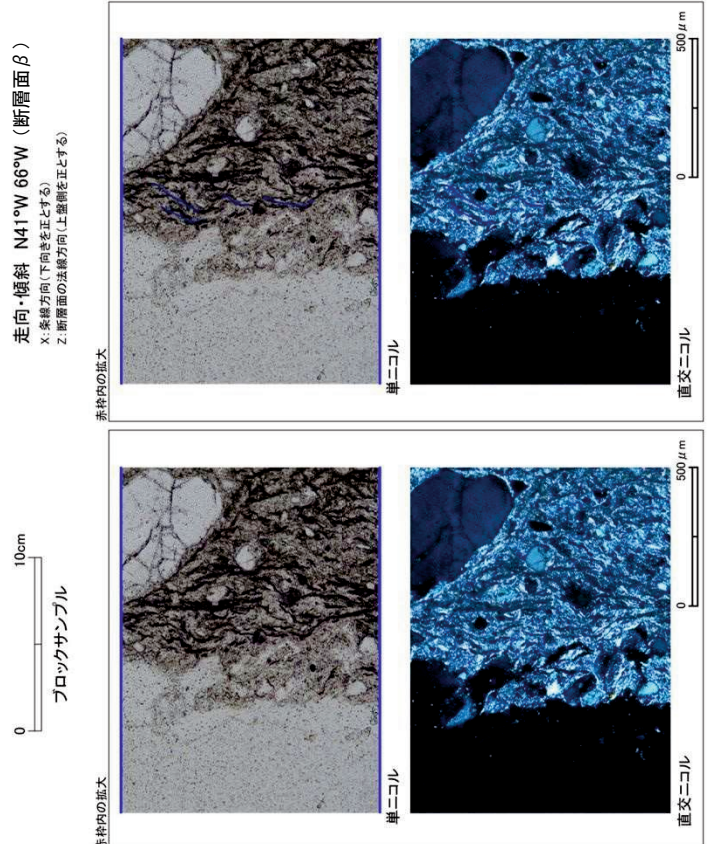 走向・傾斜 N41°W 66°W (断層面β)
X:条線方向(下向きを正とする)
Z:断層面の法線方向(上盤側を正とする)
0 10cm
ブロックサンプル
赤枠内の拡大
単ニコル
直交ニコル
0 500μm
赤枠内の拡大
単ニコル
直交ニコル
0 500μm